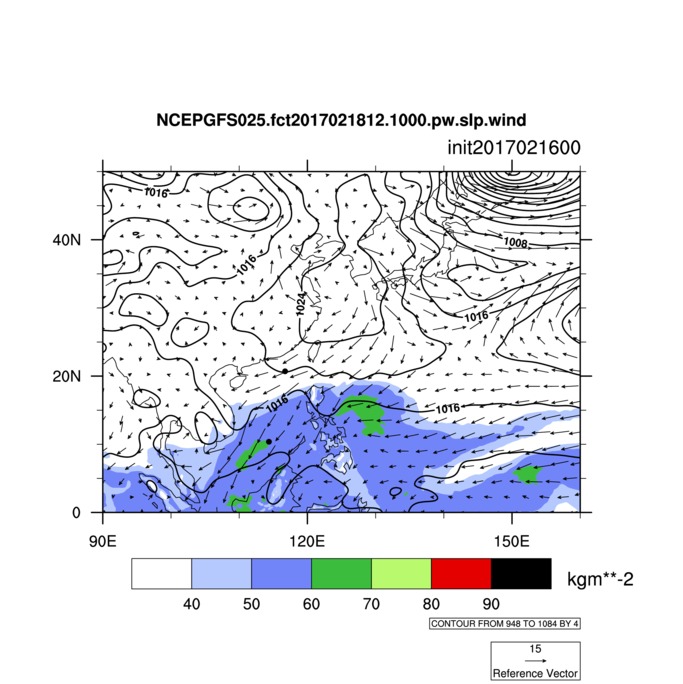 NCEPGFS025.fct2017021812.1000.pw.slp.wind
init2017021600
1016
40N
1008
1016
1024
1016
20N
1016
1016
0
90E 120E 150E
40 50 60 70 80 90
kgm**-2
CONTOUR FROM 948 TO 1084 BY 4
15
Reference Vector